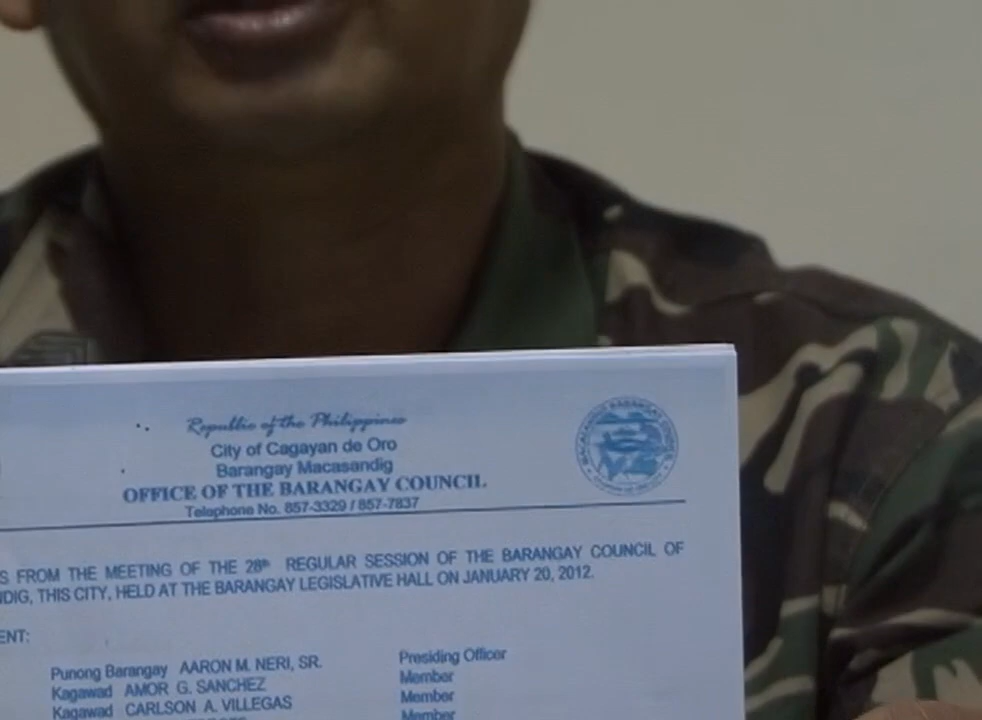 Republic of the Philippines
City of Cagayan de Oro
Barangay Macasandig
OFFICE OF THE BARANGAY COUNCIL
Telephone No. 857-3329 / 857-7837
S FROM THE MEETING OF THE 28th REGULAR SESSION OF THE BARANGAY COUNCIL OF
NDIG, THIS CITY, HELD AT THE BARANGAY LEGISLATIVE HALL ON JANUARY 20, 2012.
ENT:
Punong Barangay AARON M. NERI, SR. Presiding Officer
Kagawad AMOR G. SANCHEZ Member
Kagawad CARLSON A. VILLEGAS Member
Member